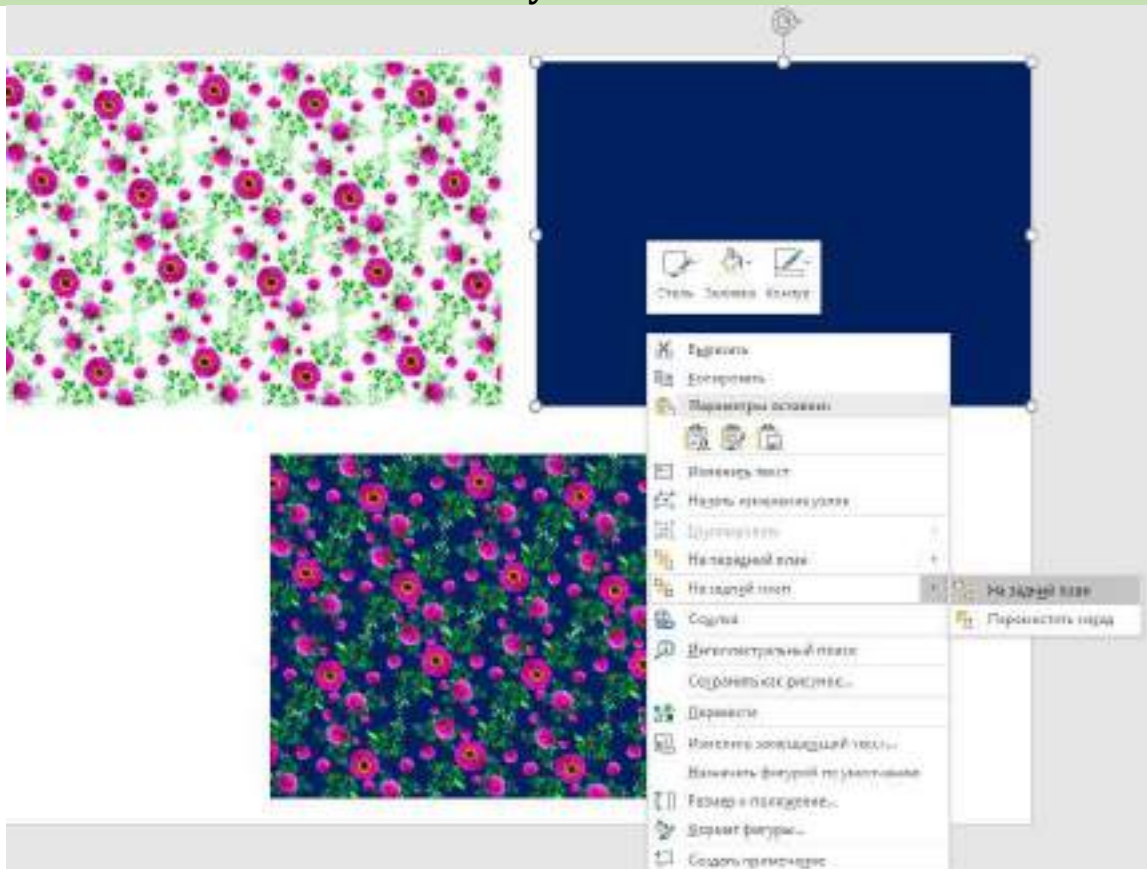 Стиль Заливка Контур
Вырезать
Копировать
Параметры вставки:
Изменить текст
Начать изменение узлов
Группировать
На передний план
На задний план
На задний план
Переместить назад
Ссылка
Интеллектуальный поиск
Сохранить как рисунок...
Перевести
Изменить замещающий текст...
Назначить фигурой по умолчанию
Размер и положение...
Формат фигуры...
Создать примечание